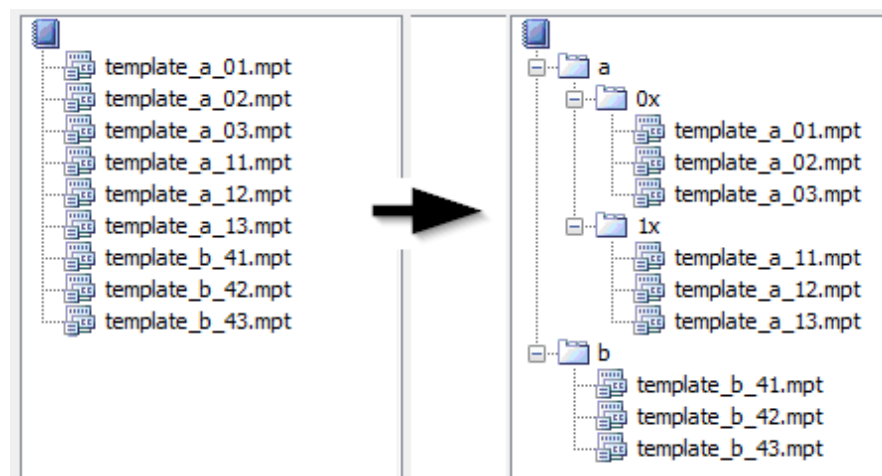 template_a_01.mpt
template_a_02.mpt
template_a_03.mpt
template_a_11.mpt
template_a_12.mpt
template_a_13.mpt
template_b_41.mpt
template_b_42.mpt
template_b_43.mpt
a
0x
template_a_01.mpt
template_a_02.mpt
template_a_03.mpt
1x
template_a_11.mpt
template_a_12.mpt
template_a_13.mpt
b
template_b_41.mpt
template_b_42.mpt
template_b_43.mpt